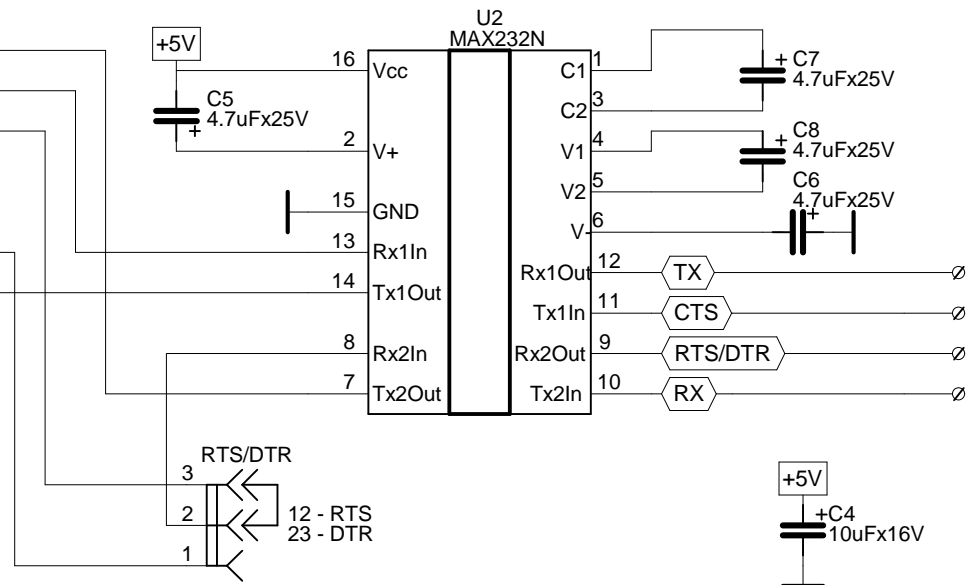 U2
MAX232N
+5V
C5
4.7uFx25V
+
16 Vcc
2 V+
15 GND
13 Rx1In
14 Tx1Out
8 Rx2In
7 Tx2Out
C1 1
C2 3
V1 4
V2 5
V- 6
Rx1Out 12 TX
Tx1In 11 CTS
Rx2Out 9 RTS/DTR
Tx2In 10 RX
+ C7
4.7uFx25V
+ C8
4.7uFx25V
C6
4.7uFx25V
+
RTS/DTR
3
2
1
12 - RTS
23 - DTR
+5V
+C4
10uFx16V